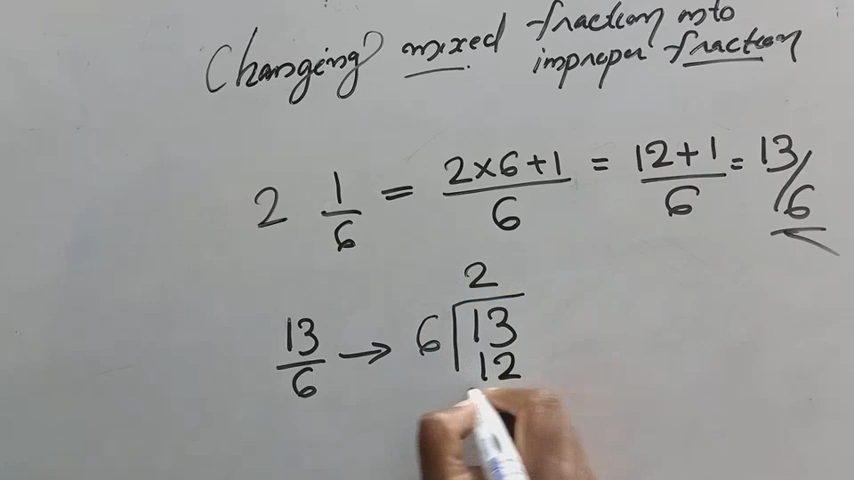 Changing mixed fraction into
improper fraction
2 1/6 = 2×6+1/6 = 12+1/6 = 13/6
2
13/6 → 6 13
12